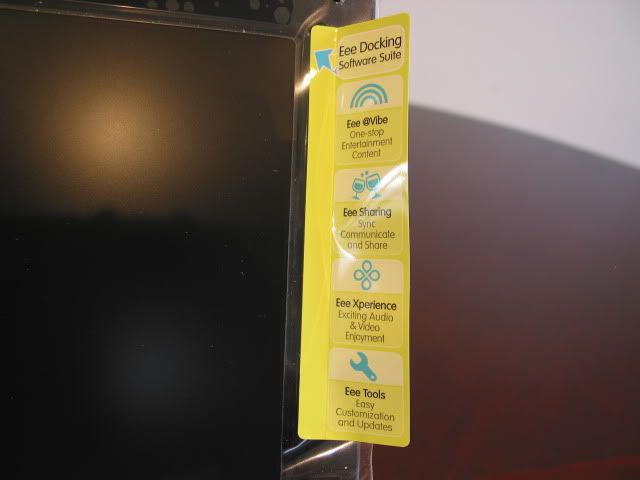 Eee Docking
Software Suite
Eee @Vibe
One-stop
Entertainment
Content
Eee Sharing
Sync
Communicate
and Share
Eee Xperience
Exciting Audio
& Video
Enjoyment
Eee Tools
Easy
Customization
and Updates